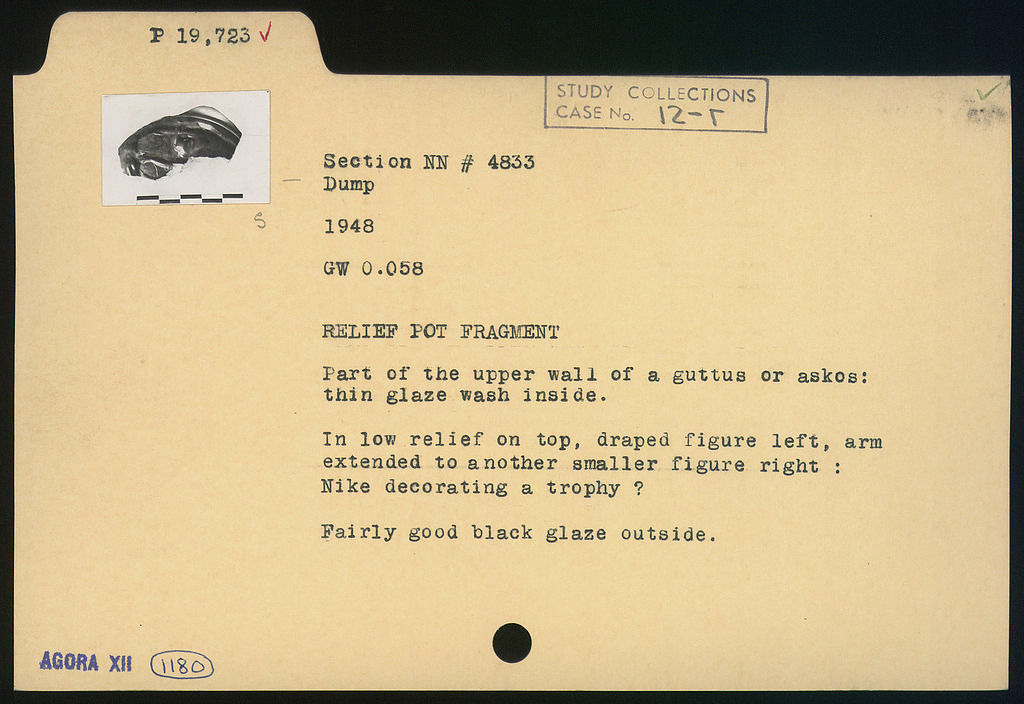 P 19,723 ✓
STUDY COLLECTIONS
CASE No. 12-Γ
Section NN # 4833
Dump
1948
S
GW 0.058
RELIEF POT FRAGMENT
Part of the upper wall of a guttus or askos:
thin glaze wash inside.
In low relief on top, draped figure left, arm
extended to another smaller figure right :
Nike decorating a trophy ?
Fairly good black glaze outside.
AGORA XII 1180